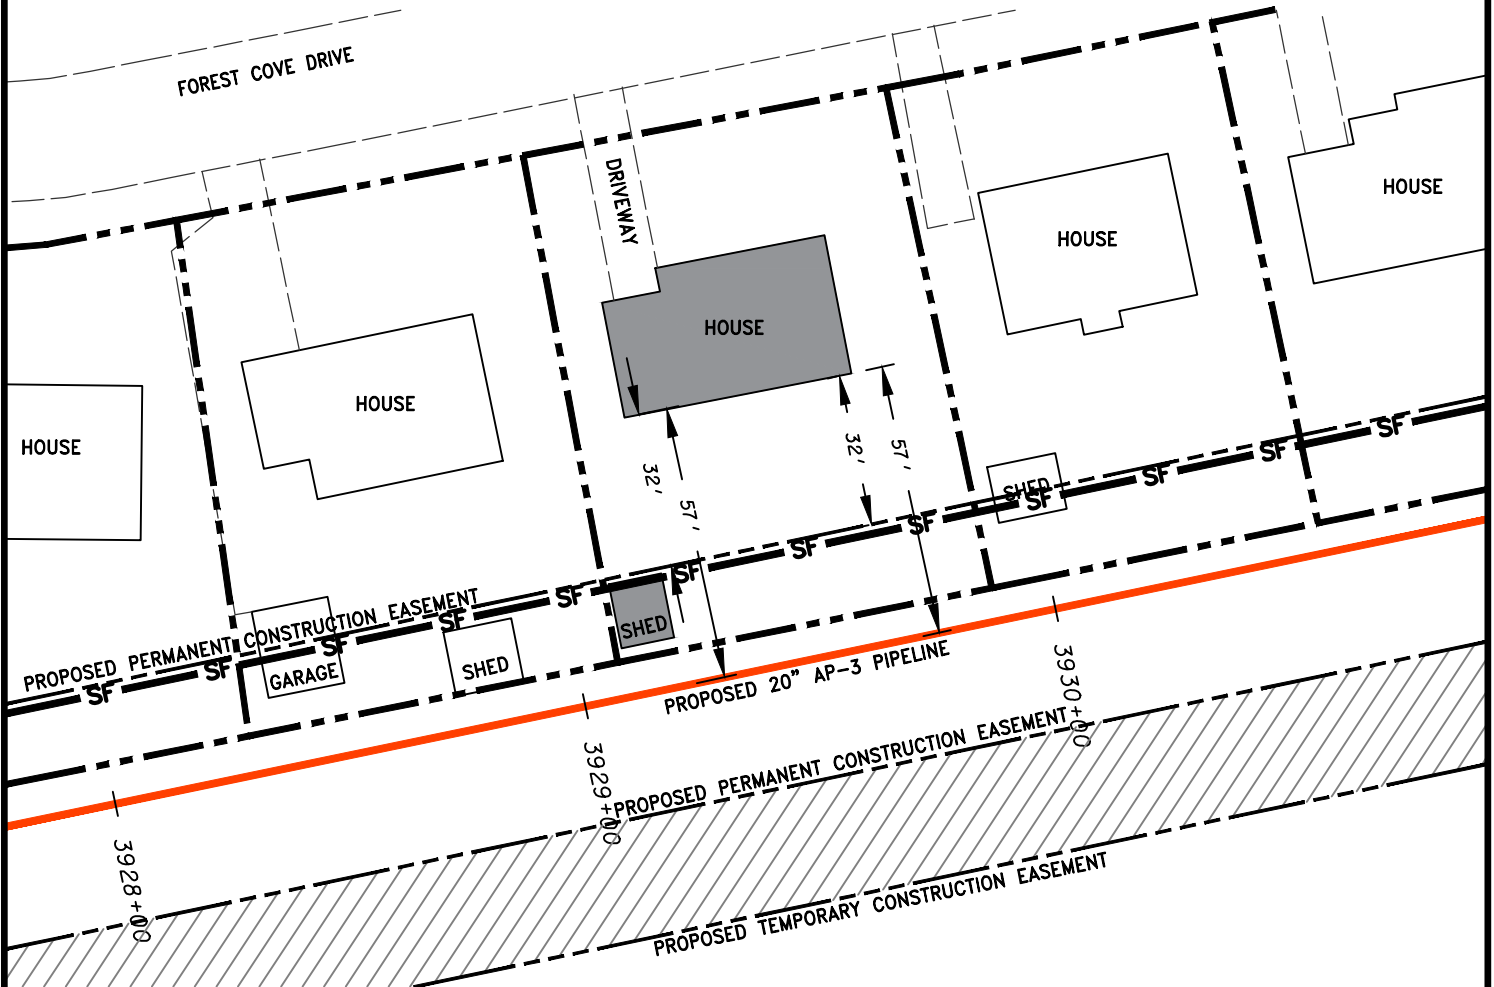 FOREST COVE DRIVE
DRIVEWAY
HOUSE
HOUSE
HOUSE
HOUSE
HOUSE
32'
57'
32'
57'
SHED
SF
SF
SF
SF
SF
SF
SF
SF
SF
SF
SF
SF
PROPOSED PERMANENT CONSTRUCTION EASEMENT
GARAGE
SHED
SHED
PROPOSED 20” AP-3 PIPELINE
3930+00
3929+00
3928+00
PROPOSED PERMANENT CONSTRUCTION EASEMENT
PROPOSED TEMPORARY CONSTRUCTION EASEMENT